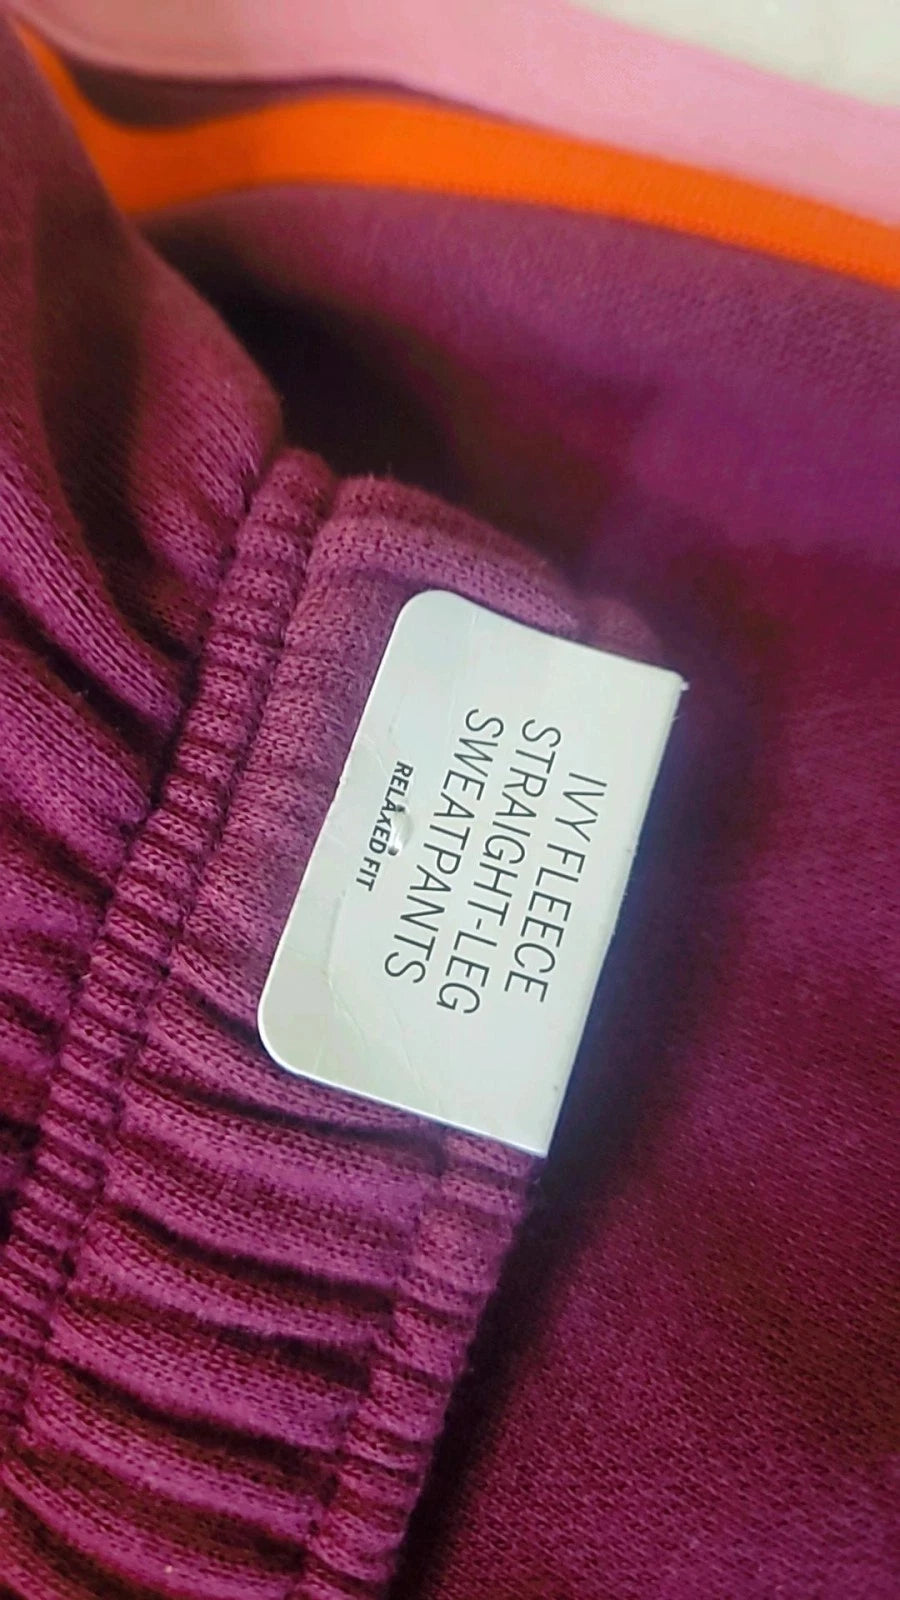 IVY FLEECE
STRAIGHT-LEG
SWEATPANTS
RELAXED FIT